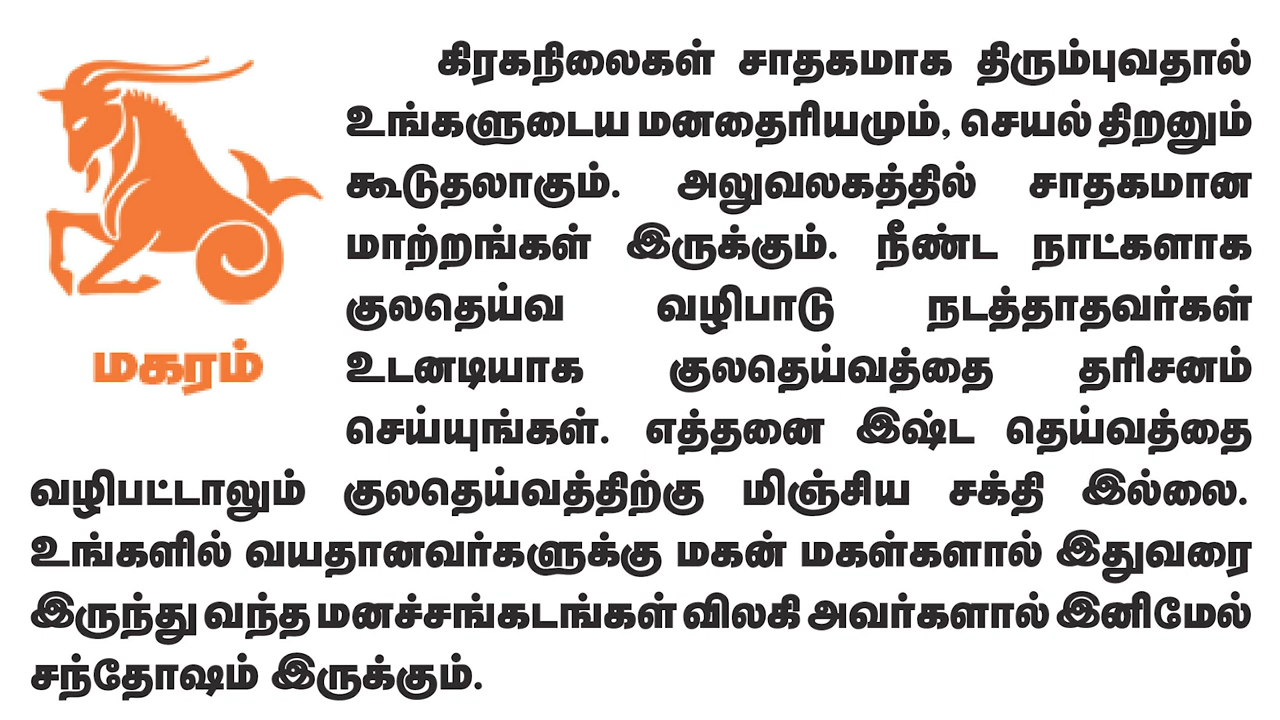 கிரகநிலைகள் சாதகமாக திரும்புவதால்
உங்களுடைய மனதைரியமும், செயல் திறனும்
கூடுதலாகும். அலுவலகத்தில் சாதகமான
மாற்றங்கள் இருக்கும். நீண்ட நாட்களாக
குலதெய்வ வழிபாடு நடத்தாதவர்கள்
உடனடியாக குலதெய்வத்தை தரிசனம்
செய்யுங்கள். எத்தனை இஷ்ட தெய்வத்தை
வழிபட்டாலும் குலதெய்வத்திற்கு மிஞ்சிய சக்தி இல்லை.
உங்களில் வயதானவர்களுக்கு மகன் மகள்களால் இதுவரை
இருந்து வந்த மனச்சங்கடங்கள் விலகி அவர்களால் இனிமேல்
சந்தோஷம் இருக்கும்.
மகரம்